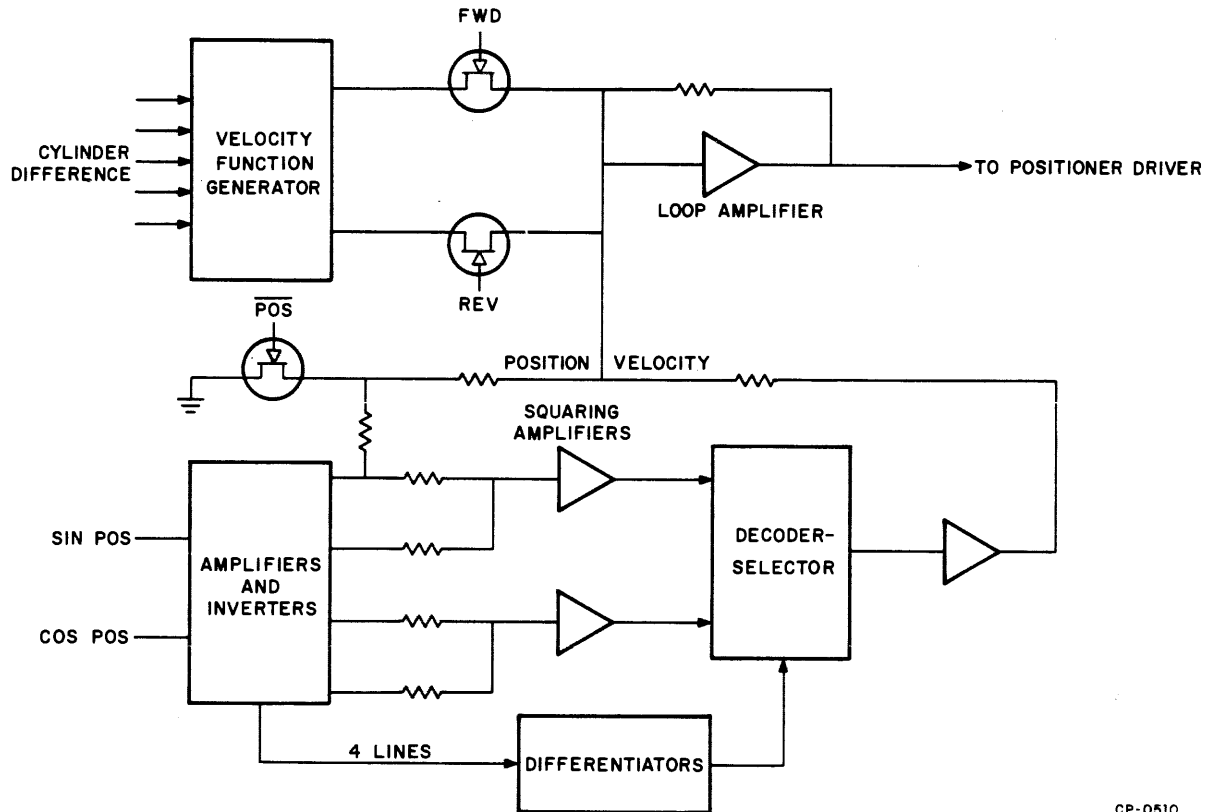 FWD
CYLINDER
DIFFERENCE
VELOCITY
FUNCTION
GENERATOR
LOOP AMPLIFIER
TO POSITIONER DRIVER
REV
POS
POSITION
VELOCITY
SQUARING
AMPLIFIERS
SIN POS
COS POS
AMPLIFIERS
AND
INVERTERS
DECODER-
SELECTOR
4 LINES
DIFFERENTIATORS
CP-0510